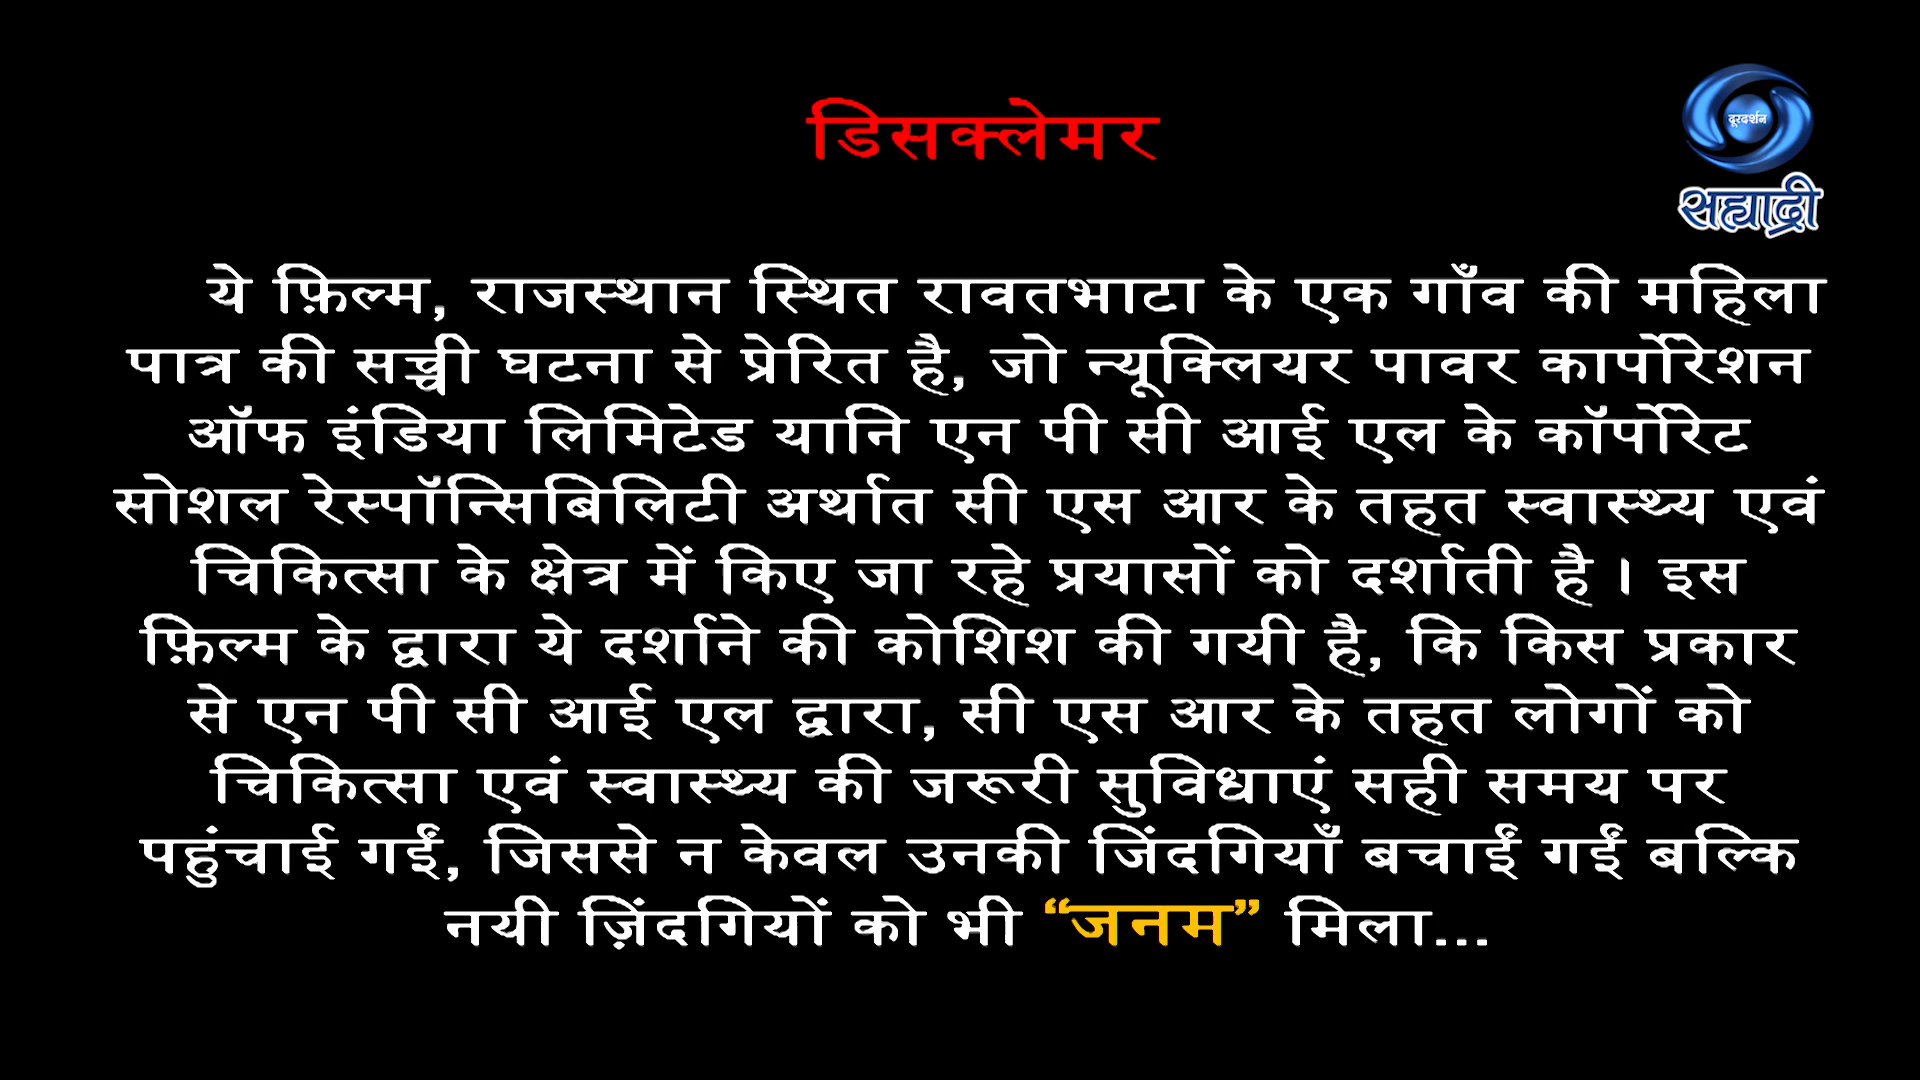 डिसक्लेमर
दूरदर्शन
सह्याद्री
ये फ़िल्म, राजस्थान स्थित रावतभाटा के एक गाँव की महिला
पात्र की सच्ची घटना से प्रेरित है, जो न्यूक्लियर पावर कार्पोरेशन
ऑफ इंडिया लिमिटेड यानि एन पी सी आई एल के कॉर्पोरेट
सोशल रेस्पॉन्सिबिलिटी अर्थात सी एस आर के तहत स्वास्थ्य एवं
चिकित्सा के क्षेत्र में किए जा रहे प्रयासों को दर्शाती है । इस
फ़िल्म के द्वारा ये दर्शाने की कोशिश की गयी है, कि किस प्रकार
से एन पी सी आई एल द्वारा, सी एस आर के तहत लोगों को
चिकित्सा एवं स्वास्थ्य की जरूरी सुविधाएं सही समय पर
पहुंचाई गईं, जिससे न केवल उनकी जिंदगियाँ बचाईं गईं बल्कि
नयी ज़िंदगियों को भी “जनम” मिला...